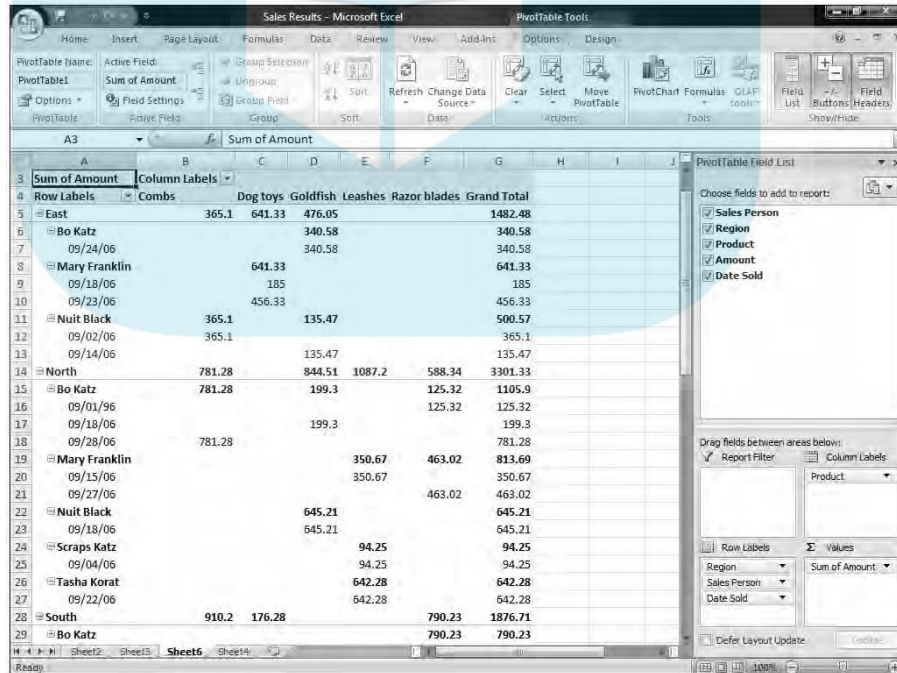 Sales Results - Microsoft Excel PivotTable Tools
Home Insert Page Layout Formulas Data Review View Add-Ins Options Design
PivotTable Name: Active Field: Group Selection
PivotTable1 Sum of Amount Ungroup Sort Refresh Change Data Source Clear Select Move PivotTable PivotChart Formulas OLAP tools Field List +/- Buttons Field Headers
Options Field Settings Group Field
PivotTable Active Field Group Sort Data Actions Tools Show/Hide
A3 fx Sum of Amount
A B C D E F G H I J
3 Sum of Amount Column Labels
4 Row Labels Combs Dog toys Goldfish Leashes Razor blades Grand Total
5 East 365.1 641.33 476.05 1482.48
6 Bo Katz 340.58 340.58
7 09/24/06 340.58 340.58
8 Mary Franklin 641.33 641.33
9 09/18/06 185 185
10 09/23/06 456.33 456.33
11 Nuit Black 365.1 135.47 500.57
12 09/02/06 365.1 365.1
13 09/14/06 135.47 135.47
14 North 781.28 844.51 1087.2 588.34 3301.33
15 Bo Katz 781.28 199.3 125.32 1105.9
16 09/01/96 125.32 125.32
17 09/18/06 199.3 199.3
18 09/28/06 781.28 781.28
19 Mary Franklin 350.67 463.02 813.69
20 09/15/06 350.67 350.67
21 09/27/06 463.02 463.02
22 Nuit Black 645.21 645.21
23 09/18/06 645.21 645.21
24 Scraps Katz 94.25 94.25
25 09/04/06 94.25 94.25
26 Tasha Korat 642.28 642.28
27 09/22/06 642.28 642.28
28 South 910.2 176.28 790.23 1876.71
29 Bo Katz 790.23 790.23
Sheet2 Sheet3 Sheet6 Sheet4
Ready 100%
PivotTable Field List
Choose fields to add to report:
Sales Person
Region
Product
Amount
Date Sold
Drag fields between areas below:
Report Filter Column Labels
Product
Row Labels Σ Values
Region Sum of Amount
Sales Person
Date Sold
Defer Layout Update Update